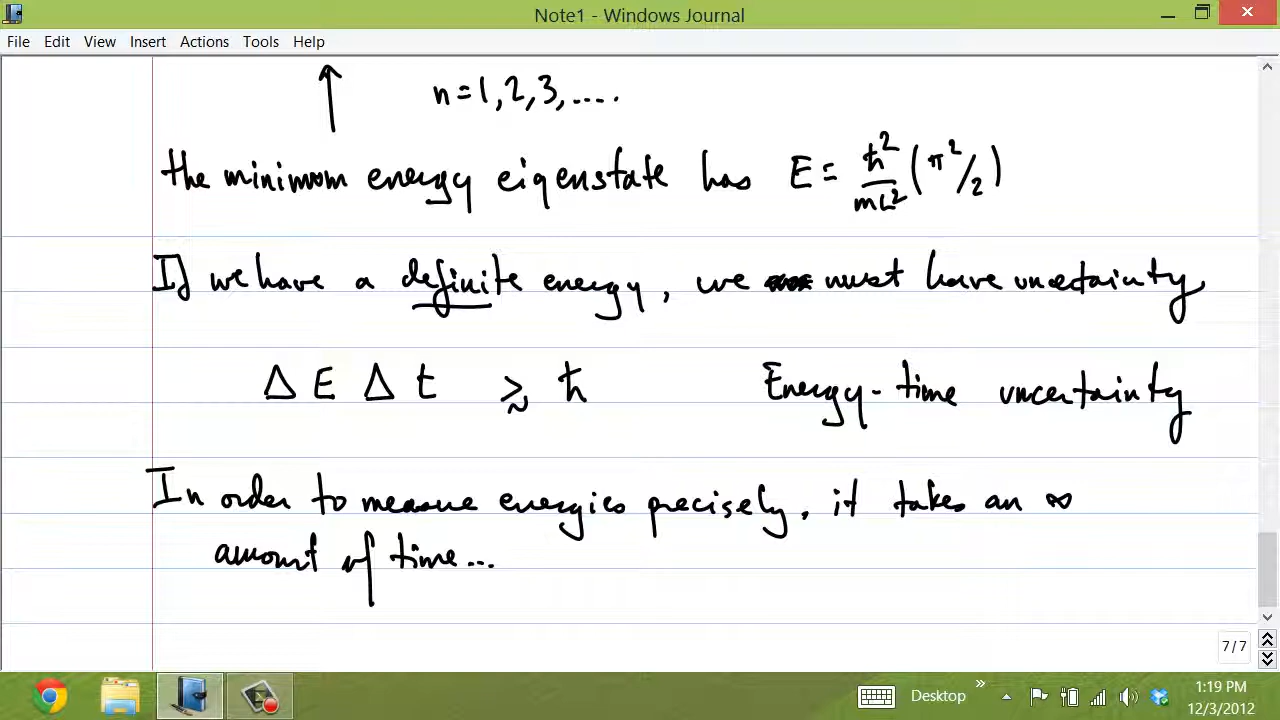 Note1 - Windows Journal
File Edit View Insert Actions Tools Help
n=1,2,3,....
the minimum energy eigenstate has E = ħ²/mL² (π²/2)
If we have a definite energy, we must have uncertainty
Δ E Δ t ≳ ħ Energy-time uncertainty
In order to measure energies precisely, it takes an ∞
amount of time...
7/7
Desktop
1:19 PM
12/3/2012